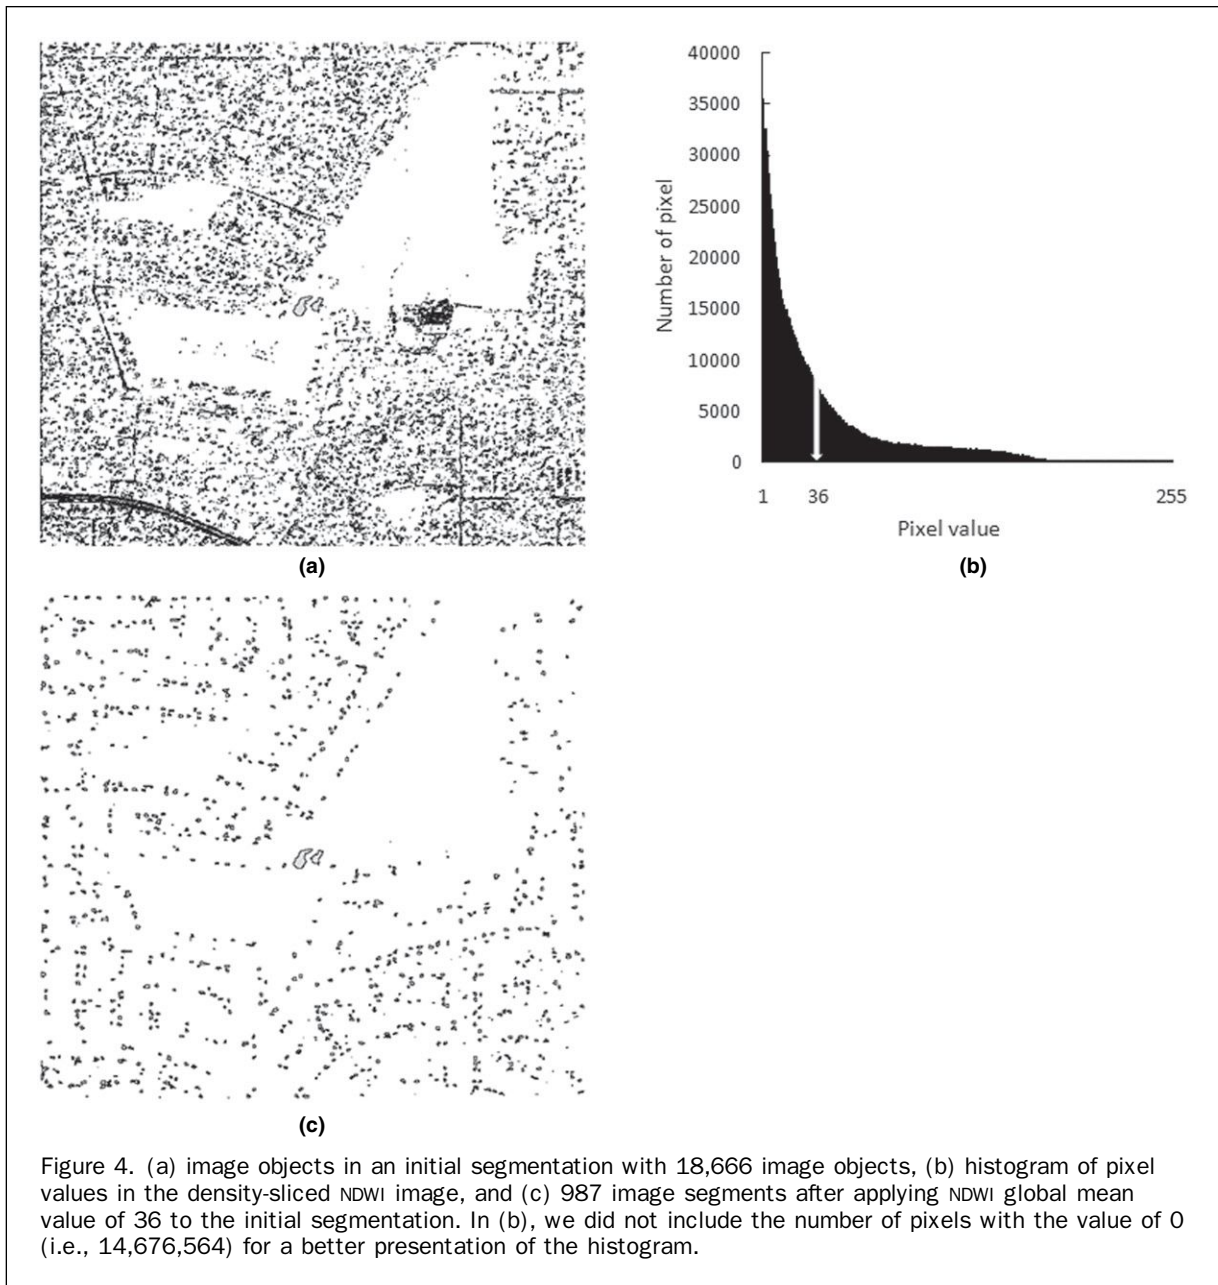 40000
35000
30000
25000
20000
15000
10000
5000
0
Number of pixel
1 36 255
Pixel value
(a)
(b)
(c)
Figure 4. (a) image objects in an initial segmentation with 18,666 image objects, (b) histogram of pixel
values in the density-sliced NDWI image, and (c) 987 image segments after applying NDWI global mean
value of 36 to the initial segmentation. In (b), we did not include the number of pixels with the value of 0
(i.e., 14,676,564) for a better presentation of the histogram.